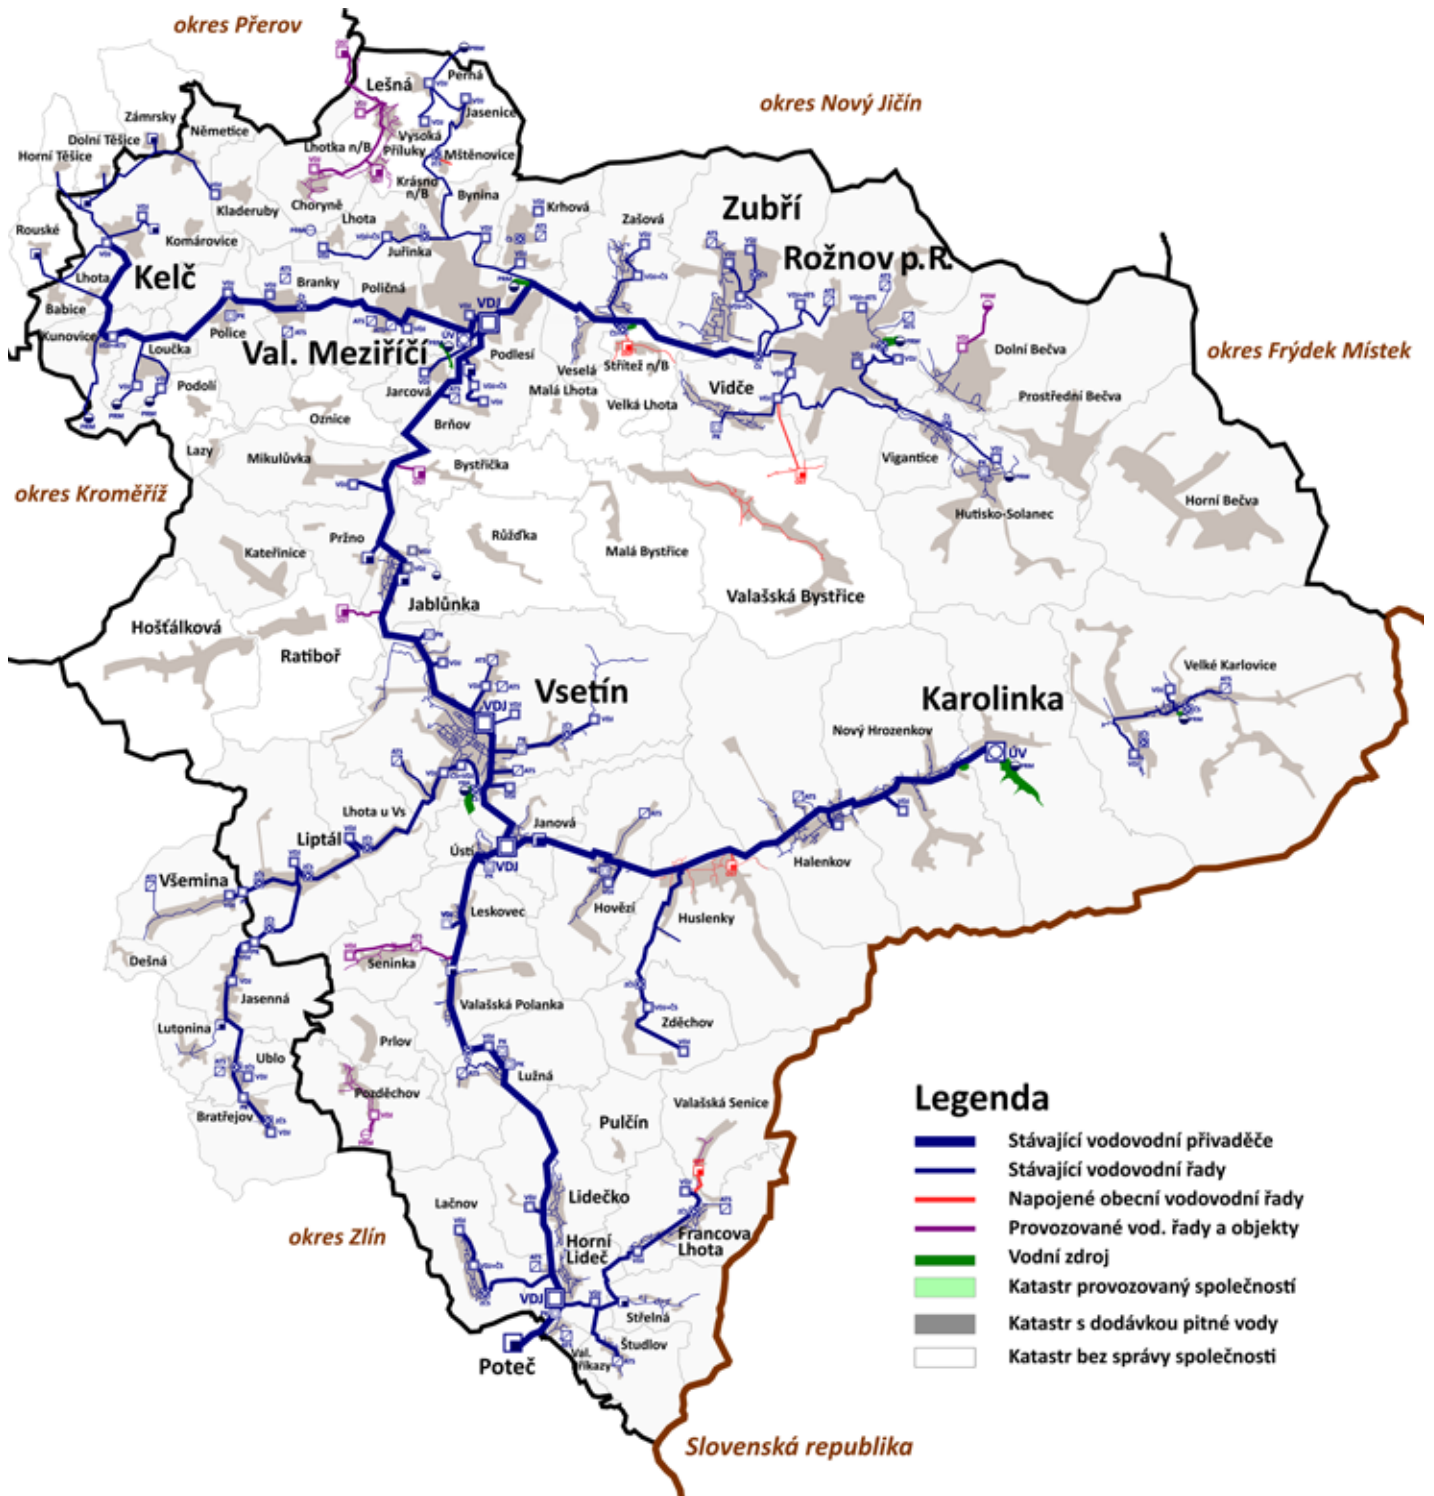 okres Přerov
okres Nový Jičín
Lešná
Perná
Jasenice
Zámrsky
Dolní Těšice
Němetice
Horní Těšice
Vysoká
Lhotka n/B
Příluky
Mštěnovice
Krásno
n/B
Bynina
Choryně
Kladeruby
Lhota
Krhová
Zašová
Zubří
Rouské
Komárovice
Juřinka
Rožnov p.R.
Lhota
Kelč
Branky
Poličná
VDJ
Babice
Kunovice
Police
Loučka
Val. Meziříčí
Podlesí
Veselá
Střítež n/B
Dolní Bečva
okres Frýdek Místek
Podolí
Jarcová
Malá Lhota
Vidče
Velká Lhota
Prostřední Bečva
Oznice
Brňov
Lazy
Mikulůvka
Bystřička
Vigantice
okres Kroměříž
Horní Bečva
Hutisko-Solanec
Pržno
Růžďka
Kateřinice
Malá Bystřice
Jablůnka
Valašská Bystřice
Hošťálková
Ratiboř
Velké Karlovice
Vsetín
Karolinka
VDJ
Nový Hrozenkov
ÚV
Lhota u Vs
Janová
Liptál
Ústí
VDJ
Halenkov
Všemina
Hovězí
Leskovec
Huslenky
Dešná
Seninka
Jasenná
Valašská Polanka
Lutonina
Zděchov
Prlov
Ublo
Lužná
Pozděchov
Bratřejov
Pulčín
Valašská Senice
Legenda
Stávající vodovodní přivaděče
Stávající vodovodní řady
Napojené obecní vodovodní řady
Provozované vod. řady a objekty
Vodní zdroj
Katastr provozovaný společností
Katastr s dodávkou pitné vody
Katastr bez správy společnosti
Lačnov
Lidečko
okres Zlín
Horní
Lideč
Francova
Lhota
VDJ
Střelná
Študlov
Poteč
Slovenská republika